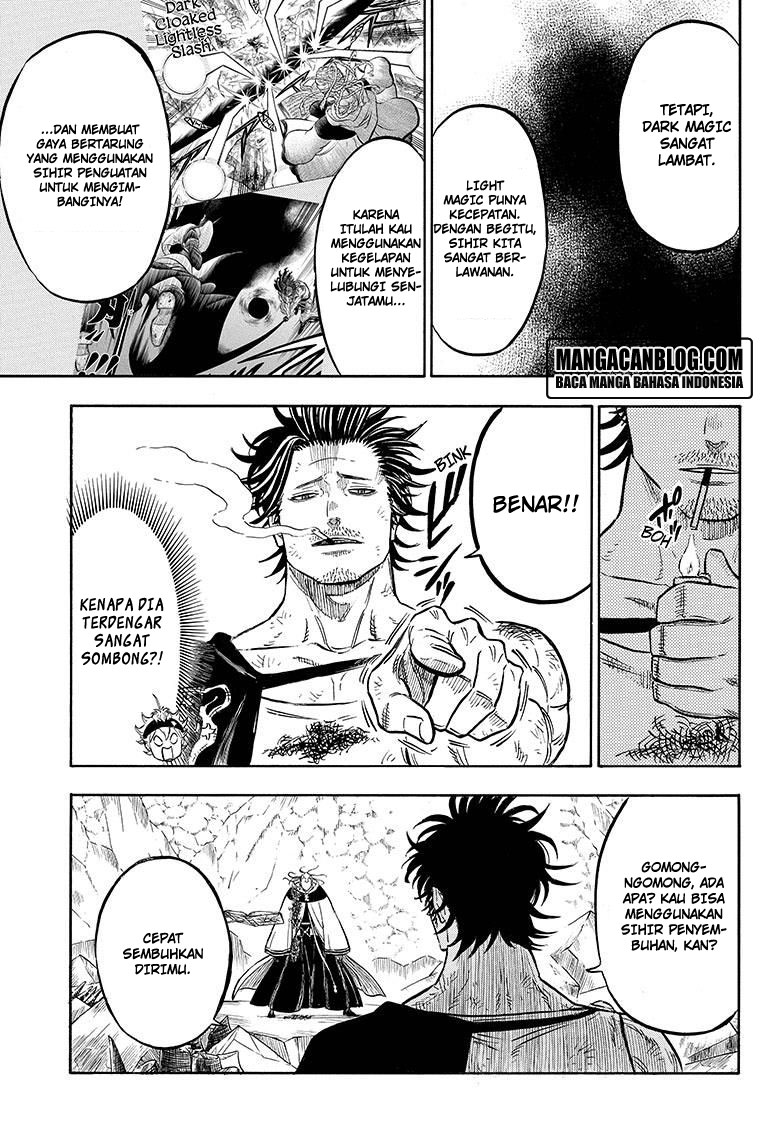 TETAPI,
DARK MAGIC
SANGAT
LAMBAT.
LIGHT
MAGIC PUNYA
KECEPATAN.
DENGAN BEGITU,
SIHIR KITA
SANGAT BER-
LAWANAN.
KARENA
ITULAH KAU
MENGGUNAKAN
KEGELAPAN
UNTUK MENYE-
LUBUNGI SEN-
JATAMU...
Dark
Cloaked
Lightless
Slash.
...DAN MEMBUAT
GAYA BERTARUNG
YANG MENGGUNAKAN
SIHIR PENGUATAN
UNTUK MENGIM-
BANGINYA!
MANGACANBLOG.COM
BACA MANGA BAHASA INDONESIA
BOH
BENAR!!
BINK
KENAPA DIA
TERDENGAR
SANGAT
SOMBONG?!
GOMONG-
NGOMONG, ADA
APA? KAU BISA
MENGGUNAKAN
SIHIR PENYEM-
BUHAN, KAN?
CEPAT
SEMBUHKAN
DIRIMU.